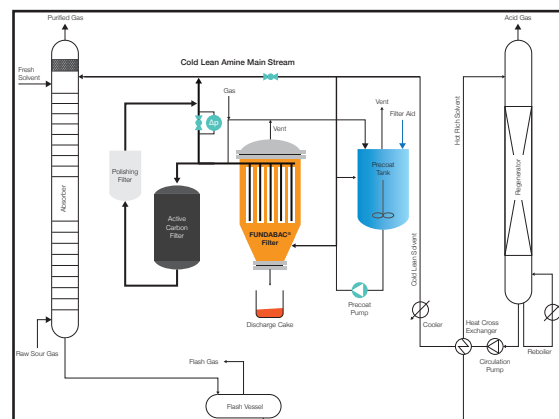 Purified Gas
Acid Gas
Cold Lean Amine Main Stream
Fresh
Solvent
Gas
Vent
Filter Aid
Δp
Vent
Hot Rich Solvent
Polishing
Filter
Absorber
Precoat
Tank
Regenerator
Active
Carbon
Filter
FUNDABAC®
Filter
Cold Lean Solvent
Precoat
Pump
Discharge Cake
Cooler
Heat Cross
Exchanger
Circulation
Pump
Reboiler
Raw Sour Gas
Flash Gas
Flash Vessel